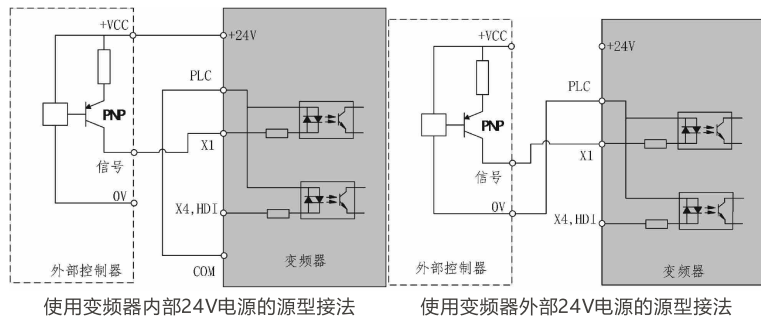 +VCC
+24V
PLC
PNP
X1
信号
0V
X4,HDI
外部控制器
变频器
COM
使用变频器内部24V电源的源型接法
+VCC
+24V
PLC
PNP
X1
信号
0V
X4,HDI
外部控制器
变频器
使用变频器外部24V电源的源型接法